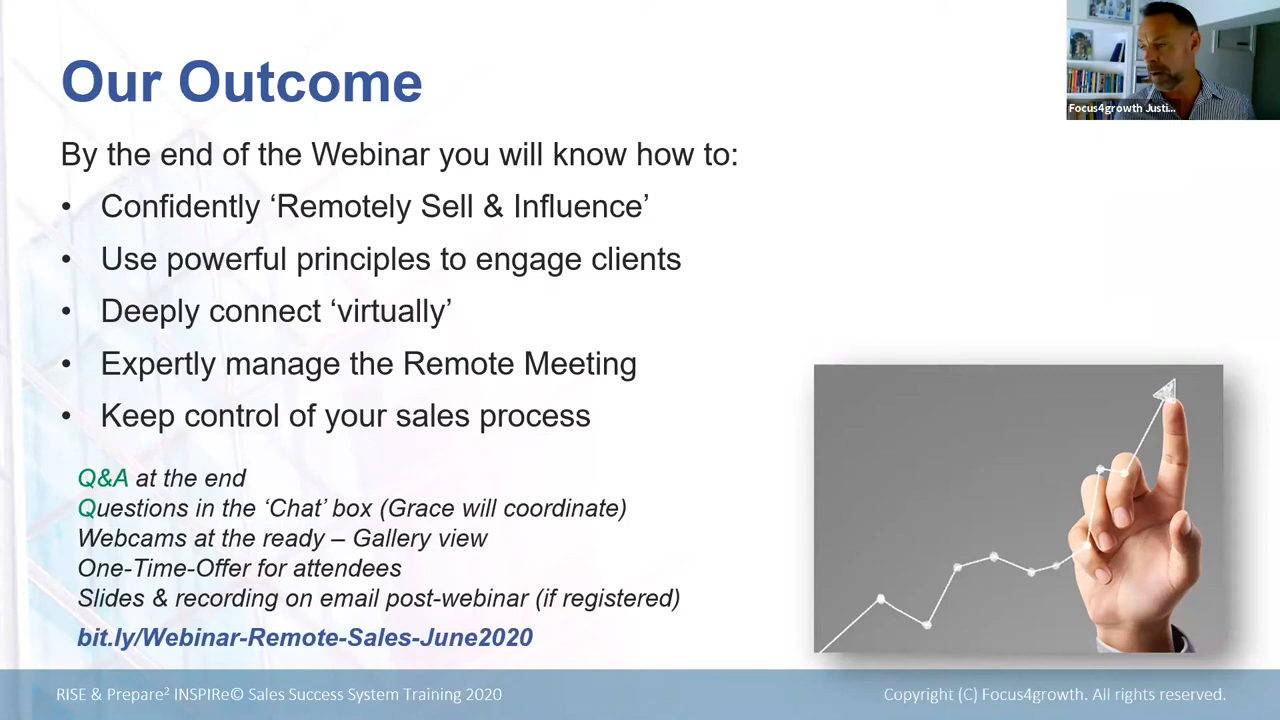 Our Outcome
Focus4growth Justi...
By the end of the Webinar you will know how to:
• Confidently ‘Remotely Sell & Influence’
• Use powerful principles to engage clients
• Deeply connect ‘virtually’
• Expertly manage the Remote Meeting
• Keep control of your sales process
Q&A at the end
Questions in the ‘Chat’ box (Grace will coordinate)
Webcams at the ready – Gallery view
One-Time-Offer for attendees
Slides & recording on email post-webinar (if registered)
bit.ly/Webinar-Remote-Sales-June2020
RISE & Prepare² INSPIRe© Sales Success System Training 2020
Copyright (C) Focus4growth. All rights reserved.